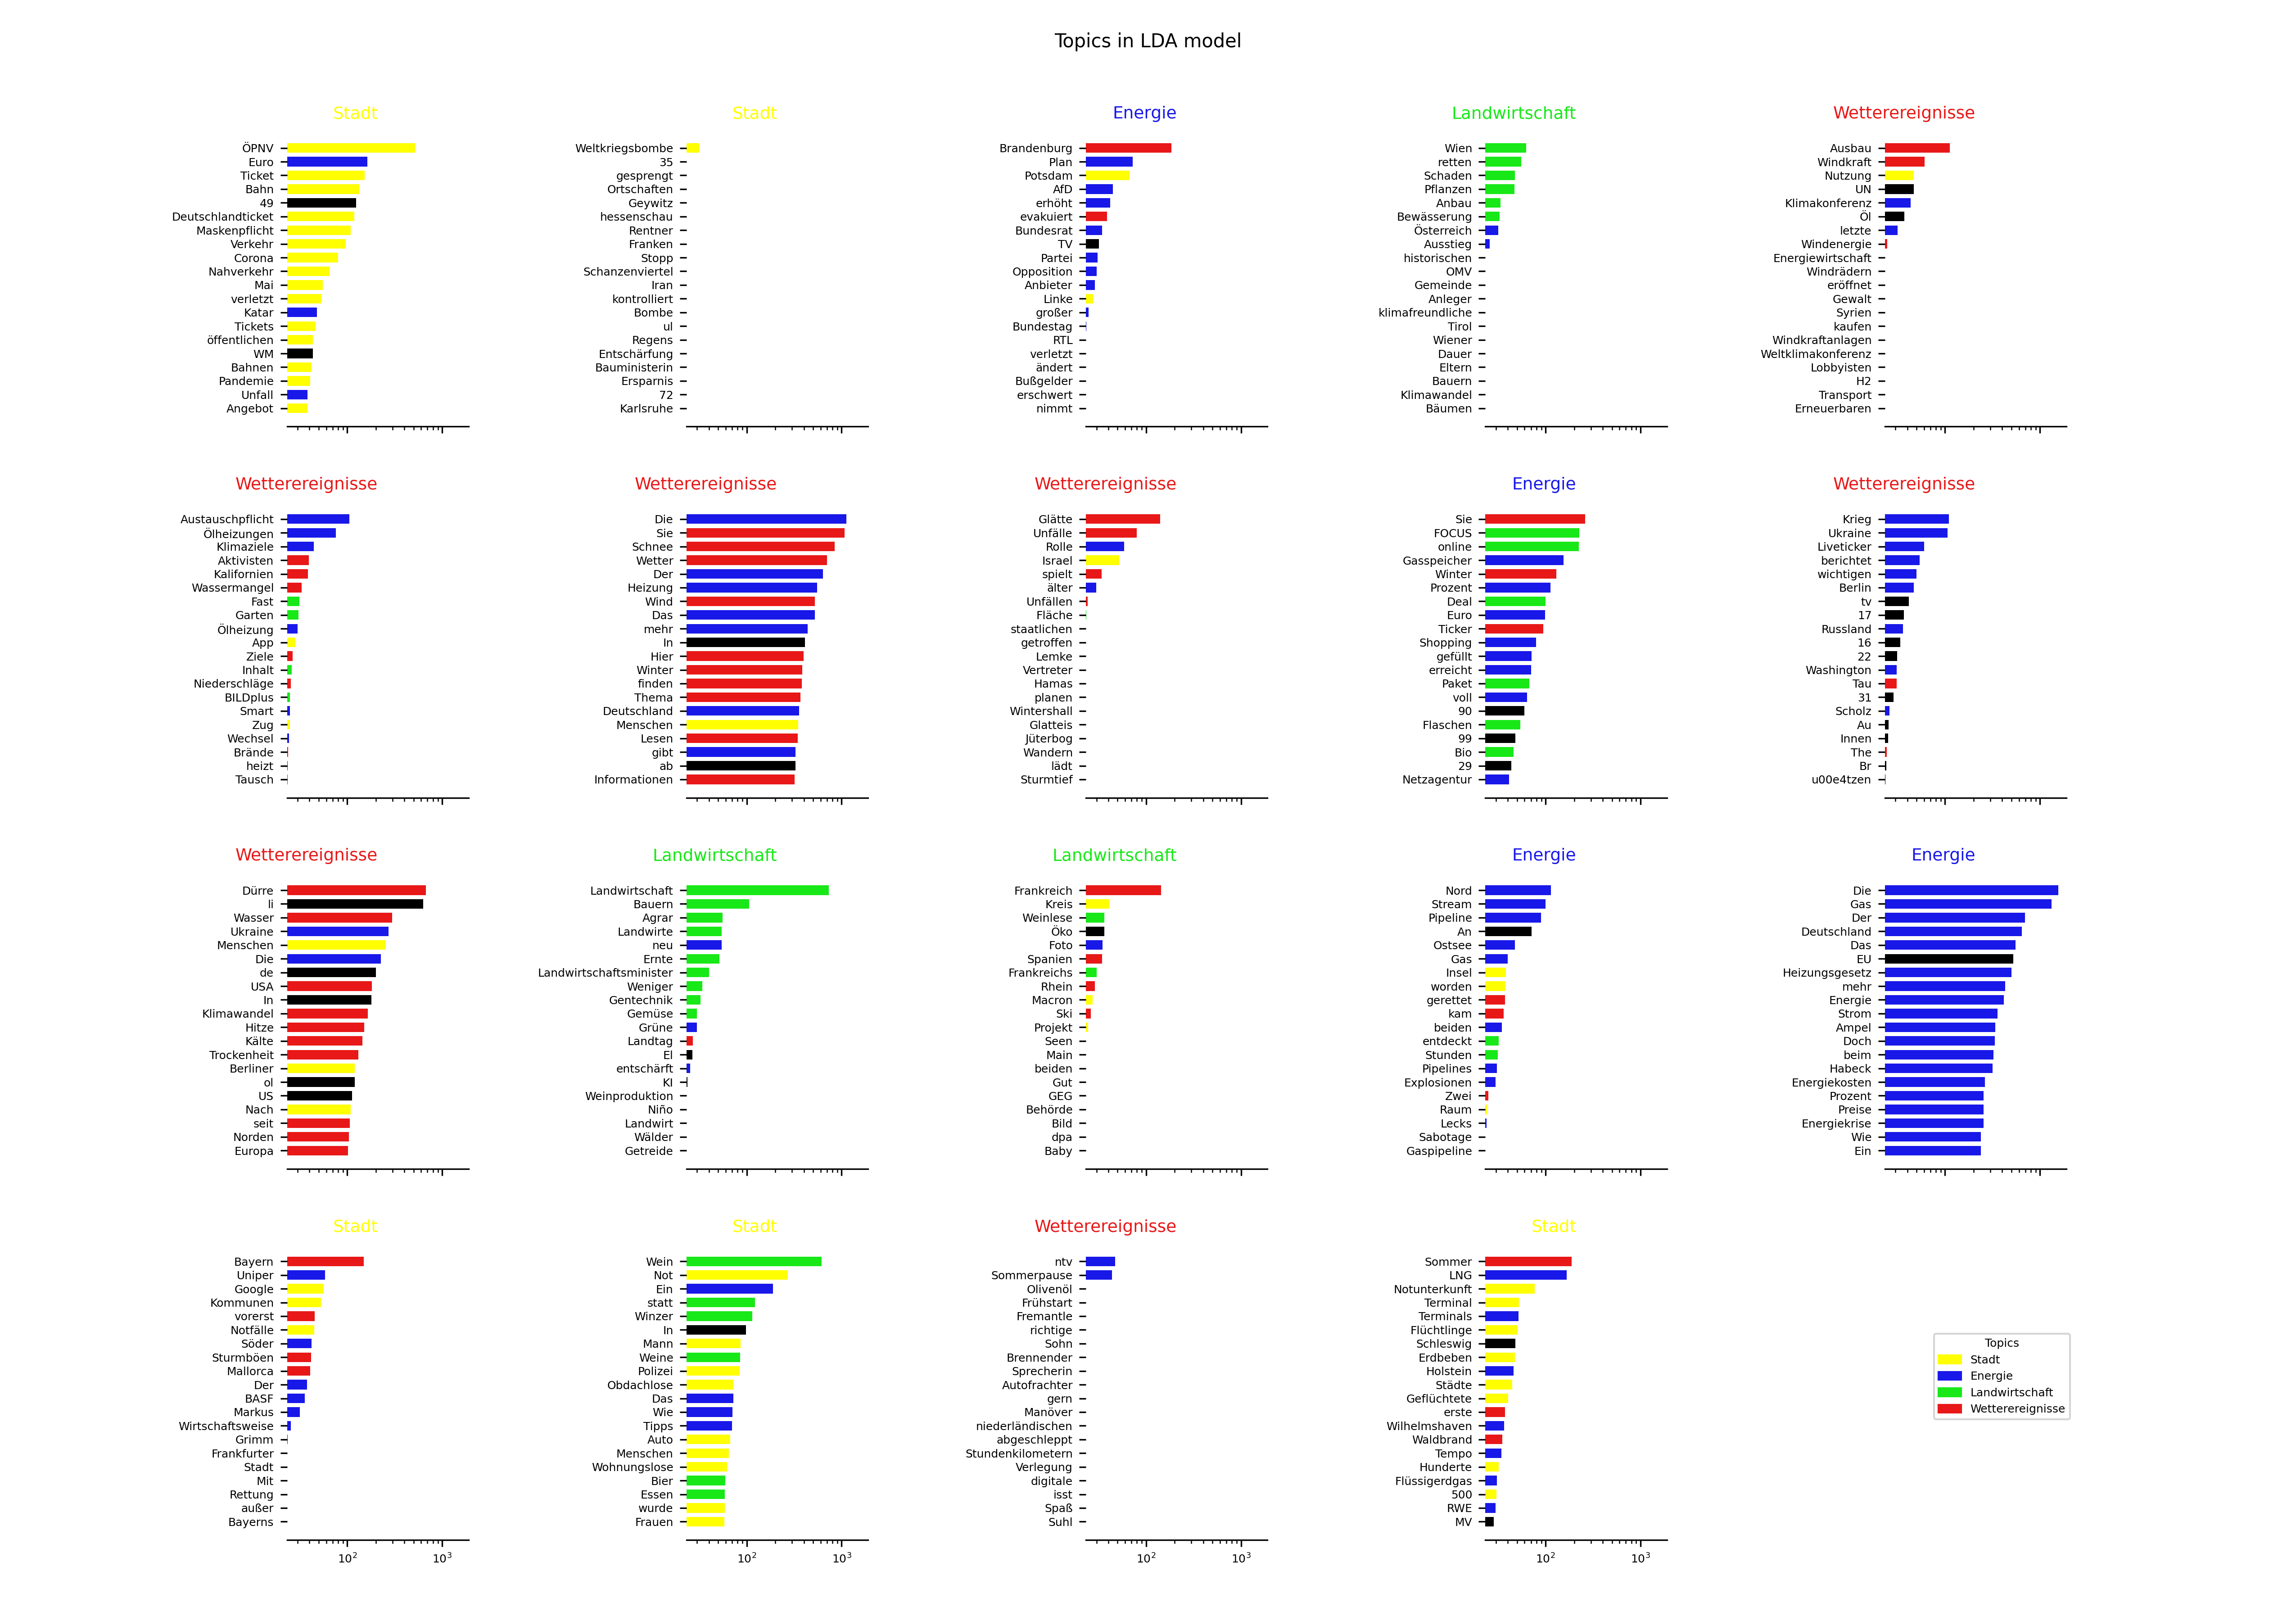 Topics in LDA model
Stadt
ÖPNV
Euro
Ticket
Bahn
49
Deutschlandticket
Maskenpflicht
Verkehr
Corona
Nahverkehr
Mai
verletzt
Katar
Tickets
öffentlichen
WM
Bahnen
Pandemie
Unfall
Angebot
Stadt
Weltkriegsbombe
35
gesprengt
Ortschaften
Geywitz
hessenschau
Rentner
Franken
Stopp
Schanzenviertel
Iran
kontrolliert
Bombe
ul
Regens
Entschärfung
Bauministerin
Ersparnis
72
Karlsruhe
Energie
Brandenburg
Plan
Potsdam
AfD
erhöht
evakuiert
Bundesrat
TV
Partei
Opposition
Anbieter
Linke
großer
Bundestag
RTL
verletzt
ändert
Bußgelder
erschwert
nimmt
Landwirtschaft
Wien
retten
Schaden
Pflanzen
Anbau
Bewässerung
Österreich
Ausstieg
historischen
OMV
Gemeinde
Anleger
klimafreundliche
Tirol
Wiener
Dauer
Eltern
Bauern
Klimawandel
Bäumen
Wetterereignisse
Ausbau
Windkraft
Nutzung
UN
Klimakonferenz
Öl
letzte
Windenergie
Energiewirtschaft
Windrädern
eröffnet
Gewalt
Syrien
kaufen
Windkraftanlagen
Weltklimakonferenz
Lobbyisten
H2
Transport
Erneuerbaren
Wetterereignisse
Austauschpflicht
Ölheizungen
Klimaziele
Aktivisten
Kalifornien
Wassermangel
Fast
Garten
Ölheizung
App
Ziele
Inhalt
Niederschläge
BILDplus
Smart
Zug
Wechsel
Brände
heizt
Tausch
Wetterereignisse
Die
Sie
Schnee
Wetter
Der
Heizung
Wind
Das
mehr
In
Hier
Winter
finden
Thema
Deutschland
Menschen
Lesen
gibt
ab
Informationen
Wetterereignisse
Glätte
Unfälle
Rolle
Israel
spielt
älter
Unfällen
Fläche
staatlichen
getroffen
Lemke
Vertreter
Hamas
planen
Wintershall
Glatteis
Jüterbog
Wandern
lädt
Sturmtief
Energie
Sie
FOCUS
online
Gasspeicher
Winter
Prozent
Deal
Euro
Ticker
Shopping
gefüllt
erreicht
Paket
voll
90
Flaschen
99
Bio
29
Netzagentur
Wetterereignisse
Krieg
Ukraine
Liveticker
berichtet
wichtigen
Berlin
tv
17
Russland
16
22
Washington
Tau
31
Scholz
Au
Innen
The
Br
u00e4tzen
Wetterereignisse
Dürre
li
Wasser
Ukraine
Menschen
Die
de
USA
In
Klimawandel
Hitze
Kälte
Trockenheit
Berliner
ol
US
Nach
seit
Norden
Europa
Landwirtschaft
Landwirtschaft
Bauern
Agrar
Landwirte
neu
Ernte
Landwirtschaftsminister
Weniger
Gentechnik
Gemüse
Grüne
Landtag
El
entschärft
KI
Weinproduktion
Niño
Landwirt
Wälder
Getreide
Landwirtschaft
Frankreich
Kreis
Weinlese
Öko
Foto
Spanien
Frankreichs
Rhein
Macron
Ski
Projekt
Seen
Main
beiden
Gut
GEG
Behörde
Bild
dpa
Baby
Energie
Nord
Stream
Pipeline
An
Ostsee
Gas
Insel
worden
gerettet
kam
beiden
entdeckt
Stunden
Pipelines
Explosionen
Zwei
Raum
Lecks
Sabotage
Gaspipeline
Energie
Die
Gas
Der
Deutschland
Das
EU
Heizungsgesetz
mehr
Energie
Strom
Ampel
Doch
beim
Habeck
Energiekosten
Prozent
Preise
Energiekrise
Wie
Ein
Stadt
Bayern
Uniper
Google
Kommunen
vorerst
Notfälle
Söder
Sturmböen
Mallorca
Der
BASF
Markus
Wirtschaftsweise
Grimm
Frankfurter
Stadt
Mit
Rettung
außer
Bayerns
10² 10³
Stadt
Wein
Not
Ein
statt
Winzer
In
Mann
Weine
Polizei
Obdachlose
Das
Wie
Tipps
Auto
Menschen
Wohnungslose
Bier
Essen
wurde
Frauen
10² 10³
Wetterereignisse
ntv
Sommerpause
Olivenöl
Frühstart
Fremantle
richtige
Sohn
Brennender
Sprecherin
Autofrachter
gern
Manöver
niederländischen
abgeschleppt
Stundenkilometern
Verlegung
digitale
isst
Spaß
Suhl
10² 10³
Stadt
Sommer
LNG
Notunterkunft
Terminal
Terminals
Flüchtlinge
Schleswig
Erdbeben
Holstein
Städte
Geflüchtete
erste
Wilhelmshaven
Waldbrand
Tempo
Hunderte
Flüssigerdgas
500
RWE
MV
10² 10³
Topics
Stadt
Energie
Landwirtschaft
Wetterereignisse